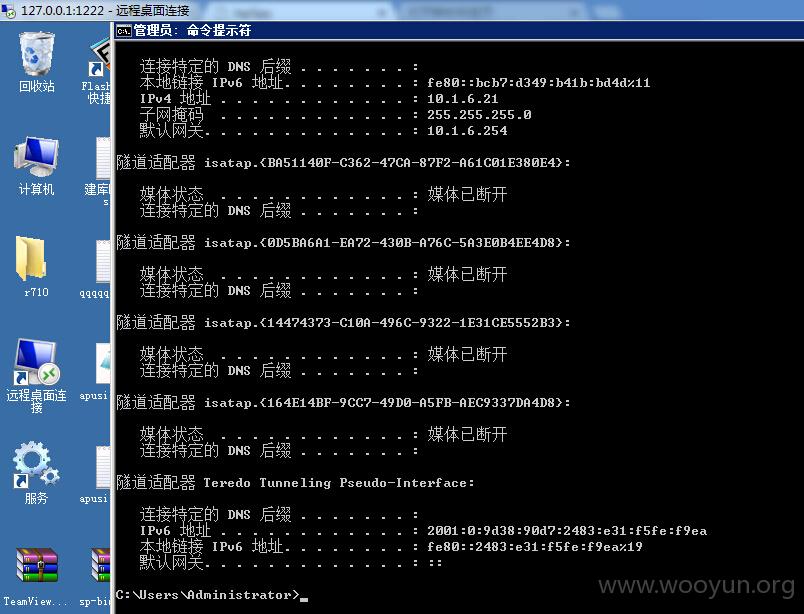 127.0.0.1:1222 - 远程桌面连接
管理员: 命令提示符
回收站
Flash
快捷
计算机
建库
s
r710
qqqqq
远程桌面连
接
apusi
服务
apusi
TeamView...
sp-bin
连接特定的 DNS 后缀 . . . . . . . :
本地链接 IPv6 地址. . . . . . . . : fe80::bcb7:d349:b41b:bd4d%11
IPv4 地址 . . . . . . . . . . . . : 10.1.6.21
子网掩码  . . . . . . . . . . . . : 255.255.255.0
默认网关. . . . . . . . . . . . . : 10.1.6.254
隧道适配器 isatap.{BA51140F-C362-47CA-87F2-A61C01E380E4}:
媒体状态  . . . . . . . . . . . . : 媒体已断开
连接特定的 DNS 后缀 . . . . . . . :
隧道适配器 isatap.{0D5BA6A1-EA72-430B-A76C-5A3E0B4EE4D8}:
媒体状态  . . . . . . . . . . . . : 媒体已断开
连接特定的 DNS 后缀 . . . . . . . :
隧道适配器 isatap.{14474373-C10A-496C-9322-1E31CE5552B3}:
媒体状态  . . . . . . . . . . . . : 媒体已断开
连接特定的 DNS 后缀 . . . . . . . :
隧道适配器 isatap.{164E14BF-9CC7-49D0-A5FB-AEC9337DA4D8}:
媒体状态  . . . . . . . . . . . . : 媒体已断开
连接特定的 DNS 后缀 . . . . . . . :
隧道适配器 Teredo Tunneling Pseudo-Interface:
连接特定的 DNS 后缀 . . . . . . . :
IPv6 地址 . . . . . . . . . . . . : 2001:0:9d38:90d7:2483:e31:f5fe:f9ea
本地链接 IPv6 地址. . . . . . . . : fe80::2483:e31:f5fe:f9ea%19
默认网关. . . . . . . . . . . . . : ::
C:\Users\Administrator>_
www.wooyun.org